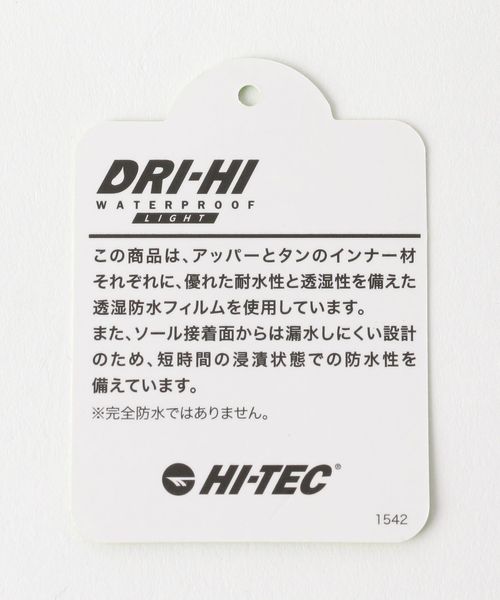 DRI-HI
WATERPROOF
LIGHT
この商品は、アッパーとタンのインナー材
それぞれに、優れた耐水性と透湿性を備えた
透湿防水フィルムを使用しています。
また、ソール接着面からは漏水しにくい設計
のため、短時間の浸漬状態での防水性を
備えています。
※完全防水ではありません。
HI-TEC®
1542